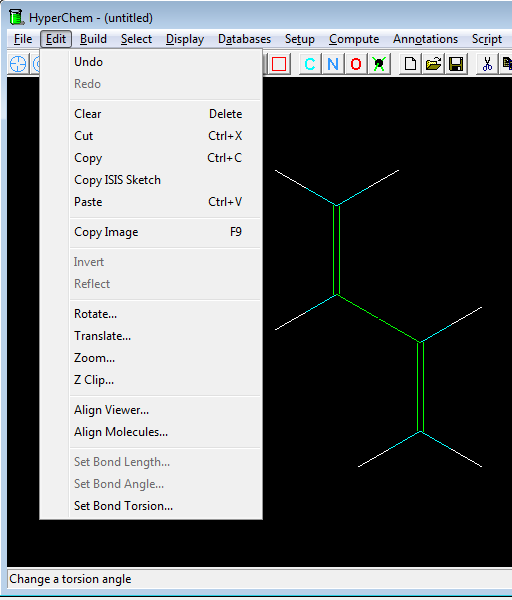 HyperChem - (untitled)
File Edit Build Select Display Databases Setup Compute Annotations Script
C N O
Undo
Redo
Clear Delete
Cut Ctrl+X
Copy Ctrl+C
Copy ISIS Sketch
Paste Ctrl+V
Copy Image F9
Invert
Reflect
Rotate...
Translate...
Zoom...
Z Clip...
Align Viewer...
Align Molecules...
Set Bond Length...
Set Bond Angle...
Set Bond Torsion...
Change a torsion angle